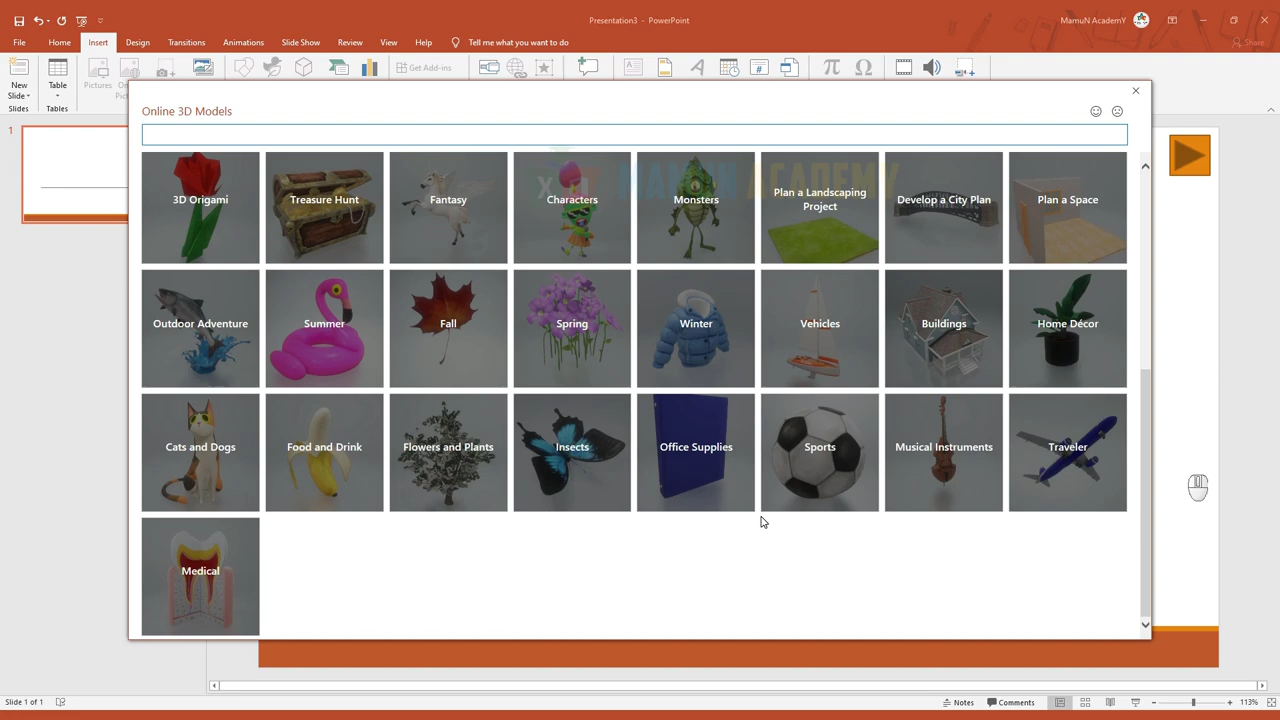 Presentation3 - PowerPoint
MamuN AcademY
File Home Insert Design Transitions Animations Slide Show Review View Help Tell me what you want to do
Share
New
Slide
Slides
Table
Tables
Pictures
Get Add-ins
Online 3D Models
MAMUN ACADEMY
1
3D Origami
Treasure Hunt
Fantasy
Characters
Monsters
Plan a Landscaping
Project
Develop a City Plan
Plan a Space
Outdoor Adventure
Summer
Fall
Spring
Winter
Vehicles
Buildings
Home Décor
Cats and Dogs
Food and Drink
Flowers and Plants
Insects
Office Supplies
Sports
Musical Instruments
Traveler
Medical
Slide 1 of 1
Notes
Comments
113%